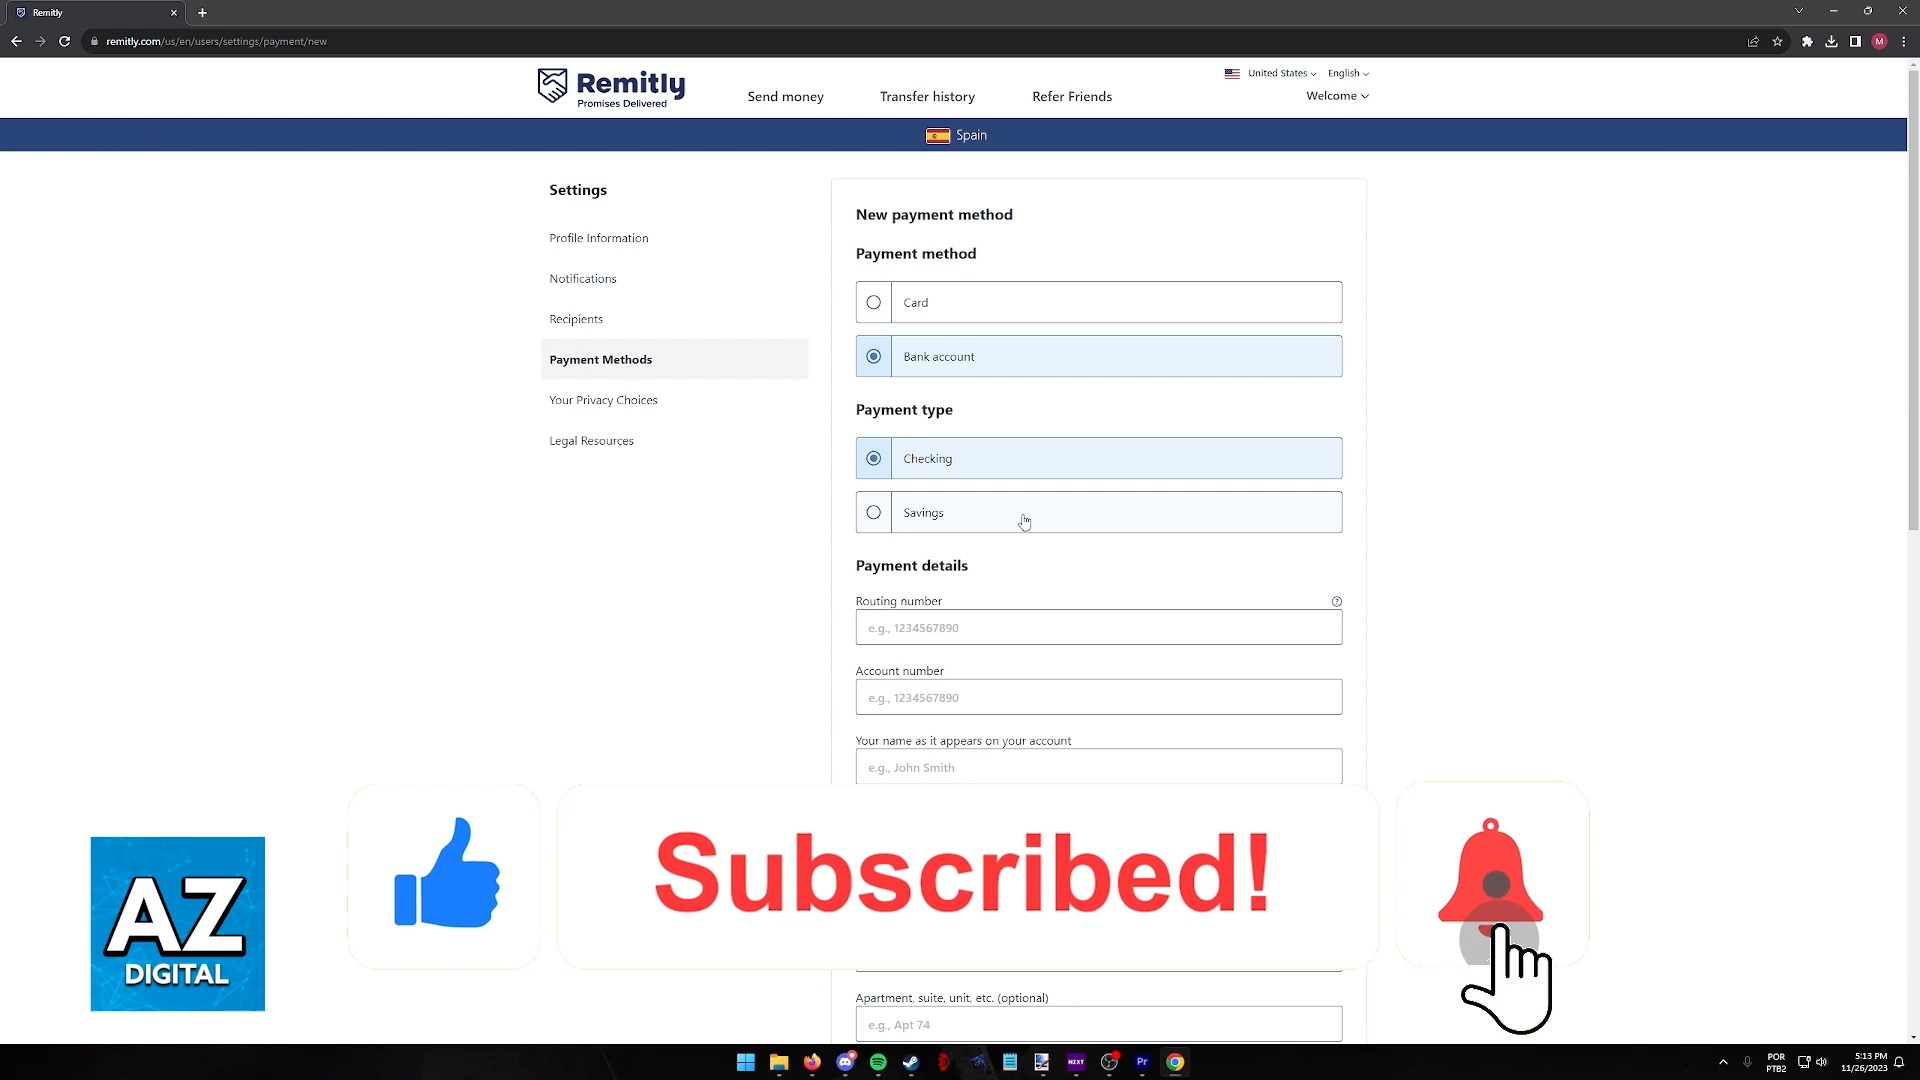 Remitly
remitly.com/us/en/users/settings/payment/new
M
Remitly
Promises Delivered
Send money
Transfer history
Refer Friends
United States
English
Welcome
Spain
Settings
Profile Information
Notifications
Recipients
Payment Methods
Your Privacy Choices
Legal Resources
New payment method
Payment method
Card
Bank account
Payment type
Checking
Savings
Payment details
Routing number
e.g., 1234567890
Account number
e.g., 1234567890
Your name as it appears on your account
e.g., John Smith
Subscribed!
AZ
DIGITAL
Apartment, suite, unit, etc. (optional)
e.g., Apt 74
NZXT
Pr
POR
PTB2
5:13 PM
11/26/2023